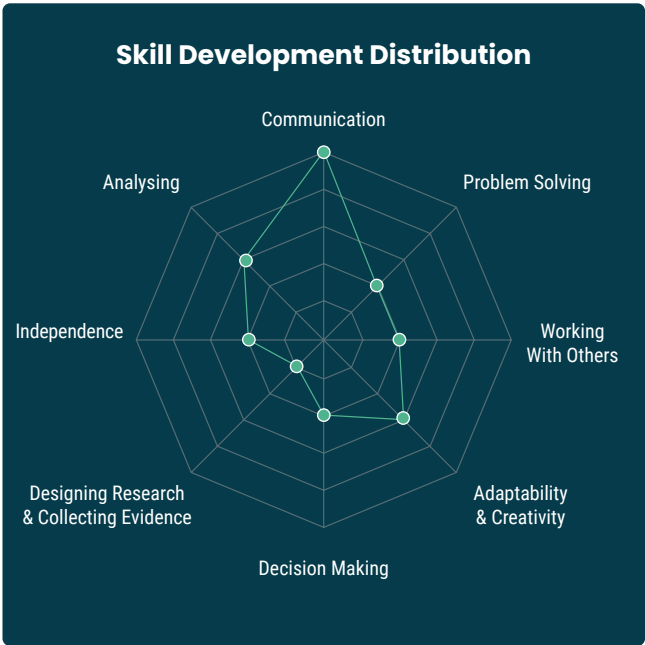 Skill Development Distribution
Communication
Analysing
Problem Solving
Independence
Working
With Others
Designing Research
& Collecting Evidence
Adaptability
& Creativity
Decision Making